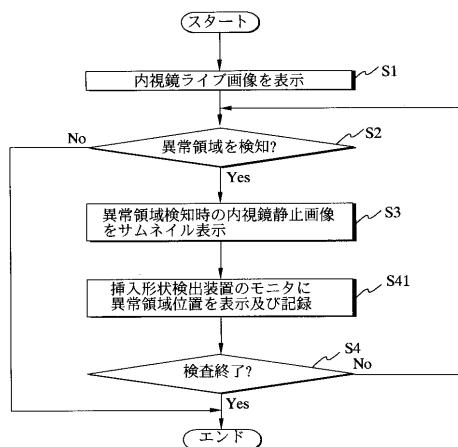 スタート
内視鏡ライブ画像を表示
S1
異常領域を検知?
S2
No
Yes
異常領域検知時の内視鏡静止画像
をサムネイル表示
S3
挿入形状検出装置のモニタに
異常領域位置を表示及び記録
S41
検査終了?
S4
No
Yes
エンド